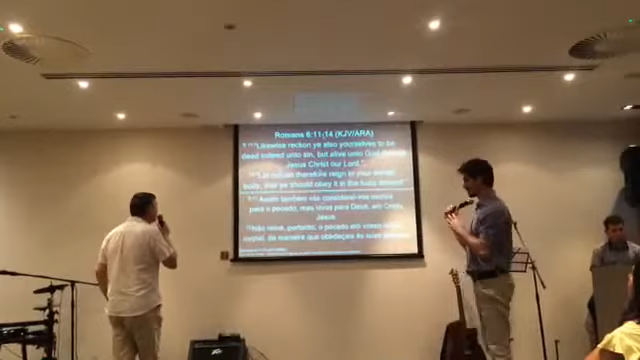 Romans 6:11-14 (KJV/ARA)
"Likewise reckon ye also yourselves to be
dead indeed unto sin, but alive unto God through
Jesus Christ our Lord.
Let not sin therefore reign in your mortal
body, that ye should obey it in the lusts thereof.
Assim também vós considerai-vos mortos
para o pecado, mas vivos para Deus, em Cristo
Jesus.
Não reine, portanto, o pecado em vosso corpo
mortal, de maneira que obedeçais às suas paixões